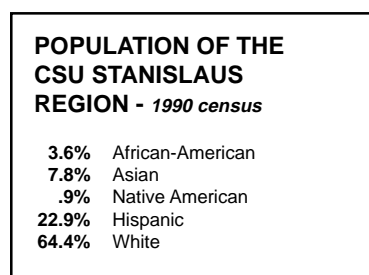 POPULATION OF THE
CSU STANISLAUS
REGION - 1990 census
3.6% African-American
7.8% Asian
.9% Native American
22.9% Hispanic
64.4% White